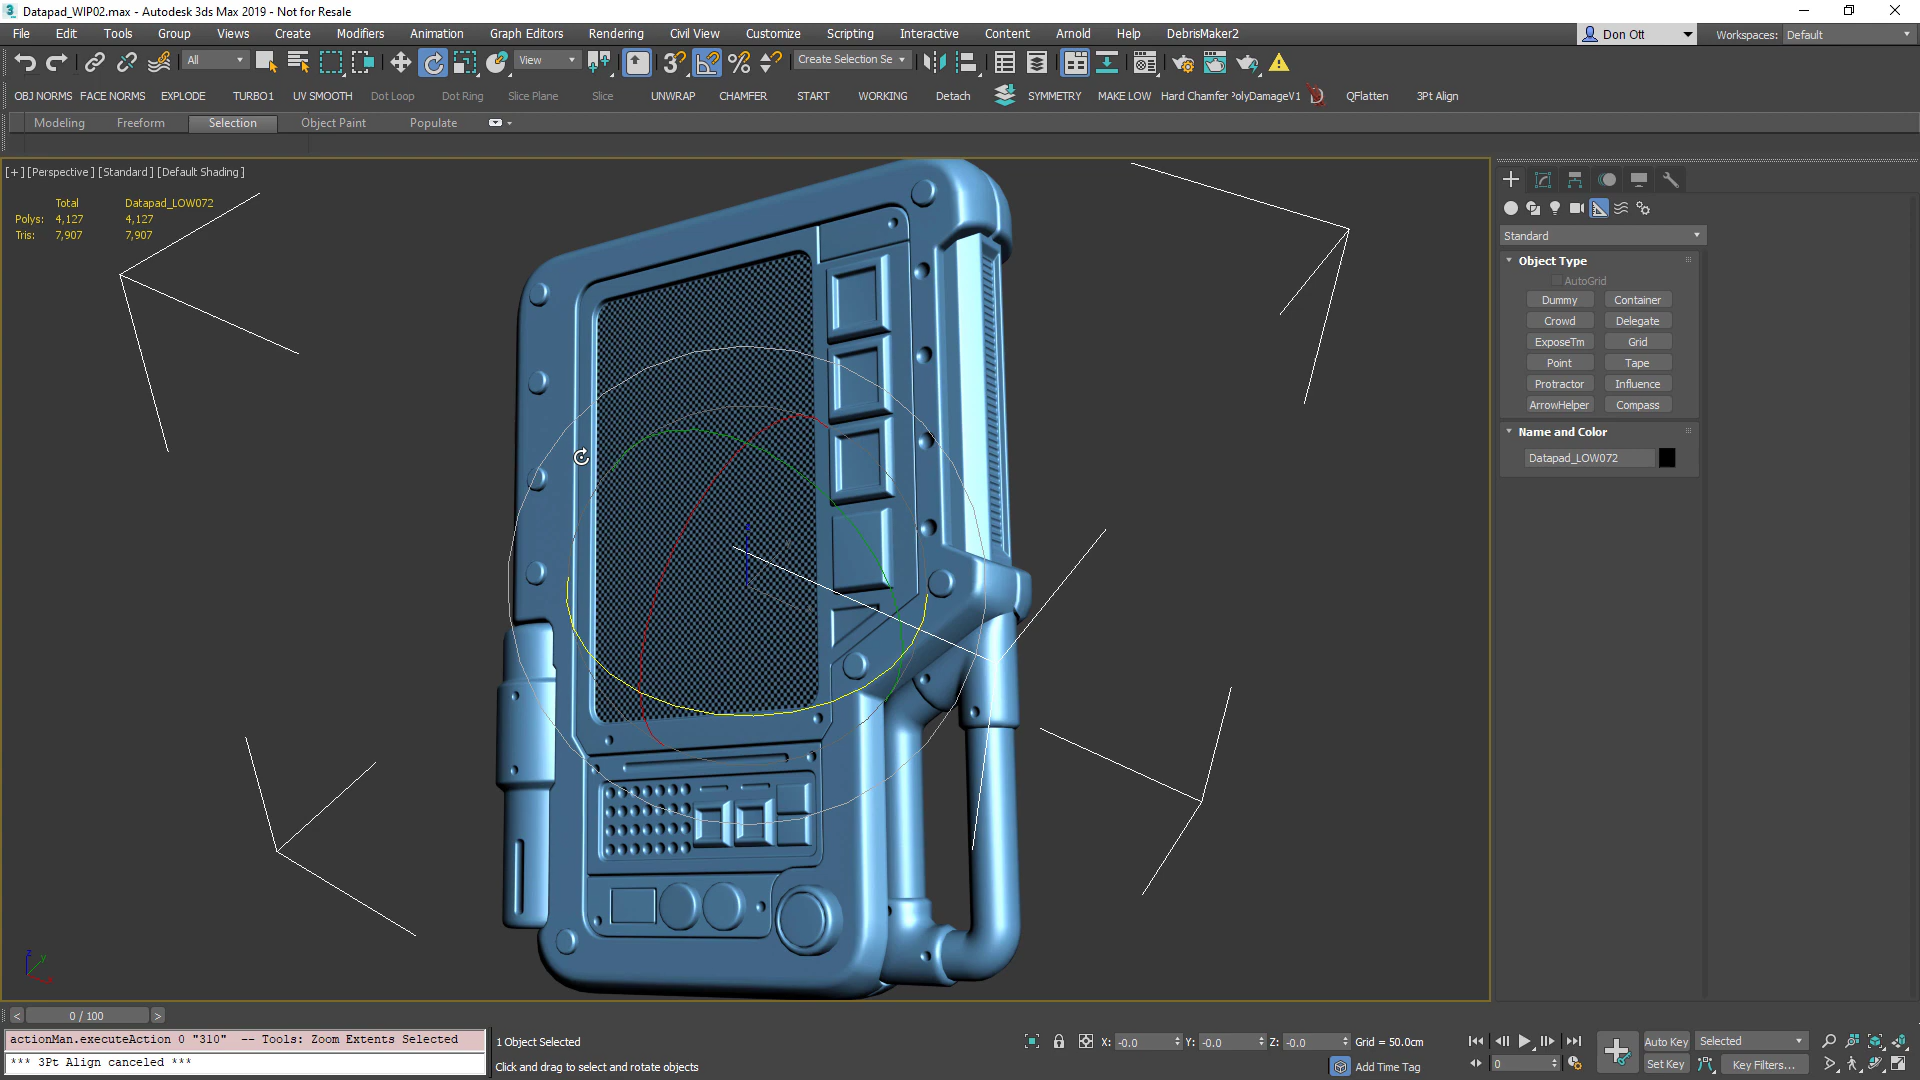 Datapad_WIP02.max - Autodesk 3ds Max 2019 - Not for Resale
File Edit Tools Group Views Create Modifiers Animation Graph Editors Rendering Civil View Customize Scripting Interactive Content Arnold Help DebrisMaker2
Don Ott Workspaces: Default
All View Create Selection Se
OBJ NORMS FACE NORMS EXPLODE TURBO1 UV SMOOTH Dot Loop Dot Ring Slice Plane Slice UNWRAP CHAMFER START WORKING Detach SYMMETRY MAKE LOW Hard Chamfer PolyDamageV1 QFlatten 3Pt Align
Modeling Freeform Selection Object Paint Populate
[+] [Perspective ] [Standard ] [Default Shading ]
Total Datapad_LOW072
Polys: 4,127 4,127
Tris: 7,907 7,907
Standard
Object Type
AutoGrid
Dummy Container
Crowd Delegate
ExposeTm Grid
Point Tape
Protractor Influence
ArrowHelper Compass
Name and Color
Datapad_LOW072
z y
< 0 / 100 >
actionMan.executeAction 0 "310" -- Tools: Zoom Extents Selected
*** 3Pt Align canceled ***
1 Object Selected
Click and drag to select and rotate objects
X: -0.0 Y: -0.0 Z: -0.0 Grid = 50.0cm
Add Time Tag
0
Auto Key Selected
Set Key Key Filters...